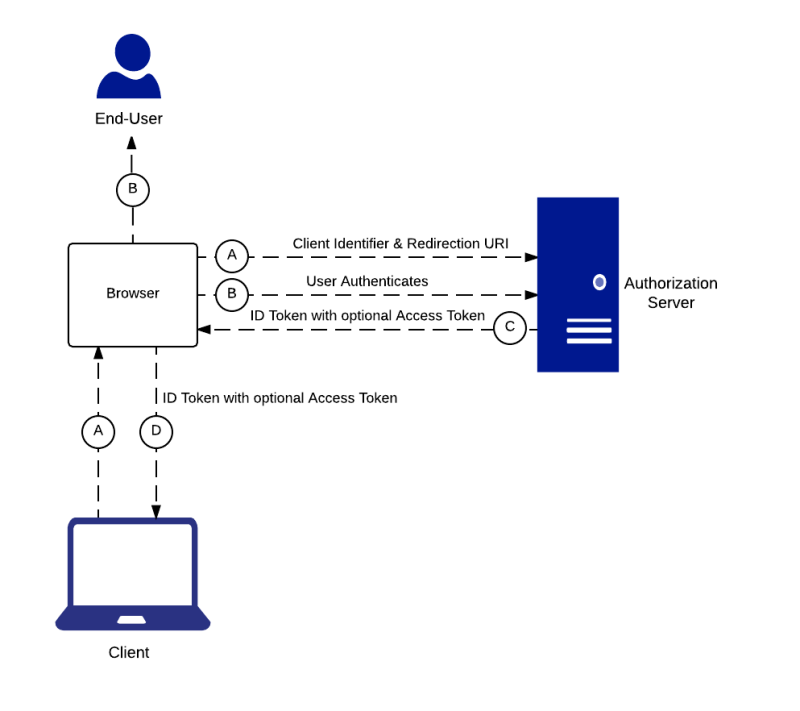 End-User
B
A
Client Identifier & Redirection URI
Browser
B
User Authenticates
Authorization
Server
ID Token with optional Access Token
C
ID Token with optional Access Token
A
D
Client